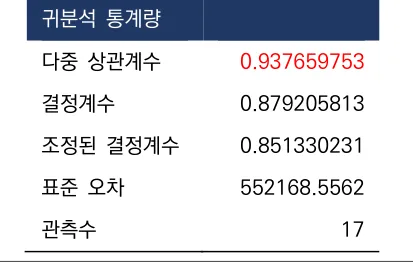 귀분석 통계량
다중 상관계수 0.937659753
결정계수 0.879205813
조정된 결정계수 0.851330231
표준 오차 552168.5562
관측수 17